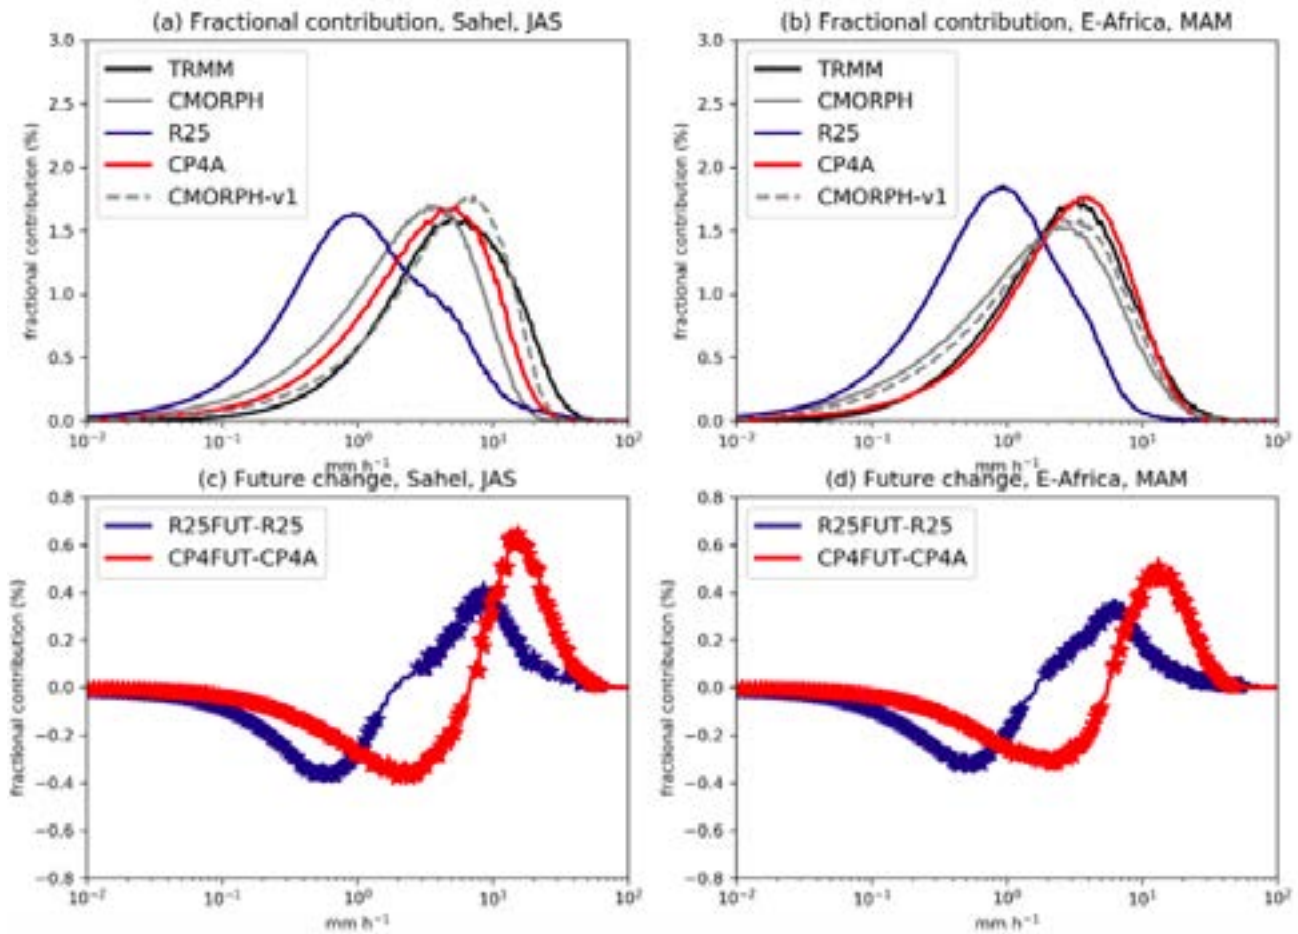 (a) Fractional contribution, Sahel, JAS
3.0
2.5
2.0
1.5
1.0
0.5
0.0
fractional contribution (%)
TRMM
CMORPH
R25
CP4A
CMORPH-v1
10⁻²
10⁻¹
10⁰
10¹
10²
mm h⁻¹
(b) Fractional contribution, E-Africa, MAM
3.0
2.5
2.0
1.5
1.0
0.5
0.0
fractional contribution (%)
TRMM
CMORPH
R25
CP4A
CMORPH-v1
10⁻²
10⁻¹
10⁰
10¹
10²
mm h⁻¹
(c) Future change, Sahel, JAS
0.8
0.6
0.4
0.2
0.0
−0.2
−0.4
−0.6
−0.8
fractional contribution (%)
R25FUT-R25
CP4FUT-CP4A
10⁻²
10⁻¹
10⁰
10¹
10²
mm h⁻¹
(d) Future change, E-Africa, MAM
0.8
0.6
0.4
0.2
0.0
−0.2
−0.4
−0.6
−0.8
fractional contribution (%)
R25FUT-R25
CP4FUT-CP4A
10⁻²
10⁻¹
10⁰
10¹
10²
mm h⁻¹